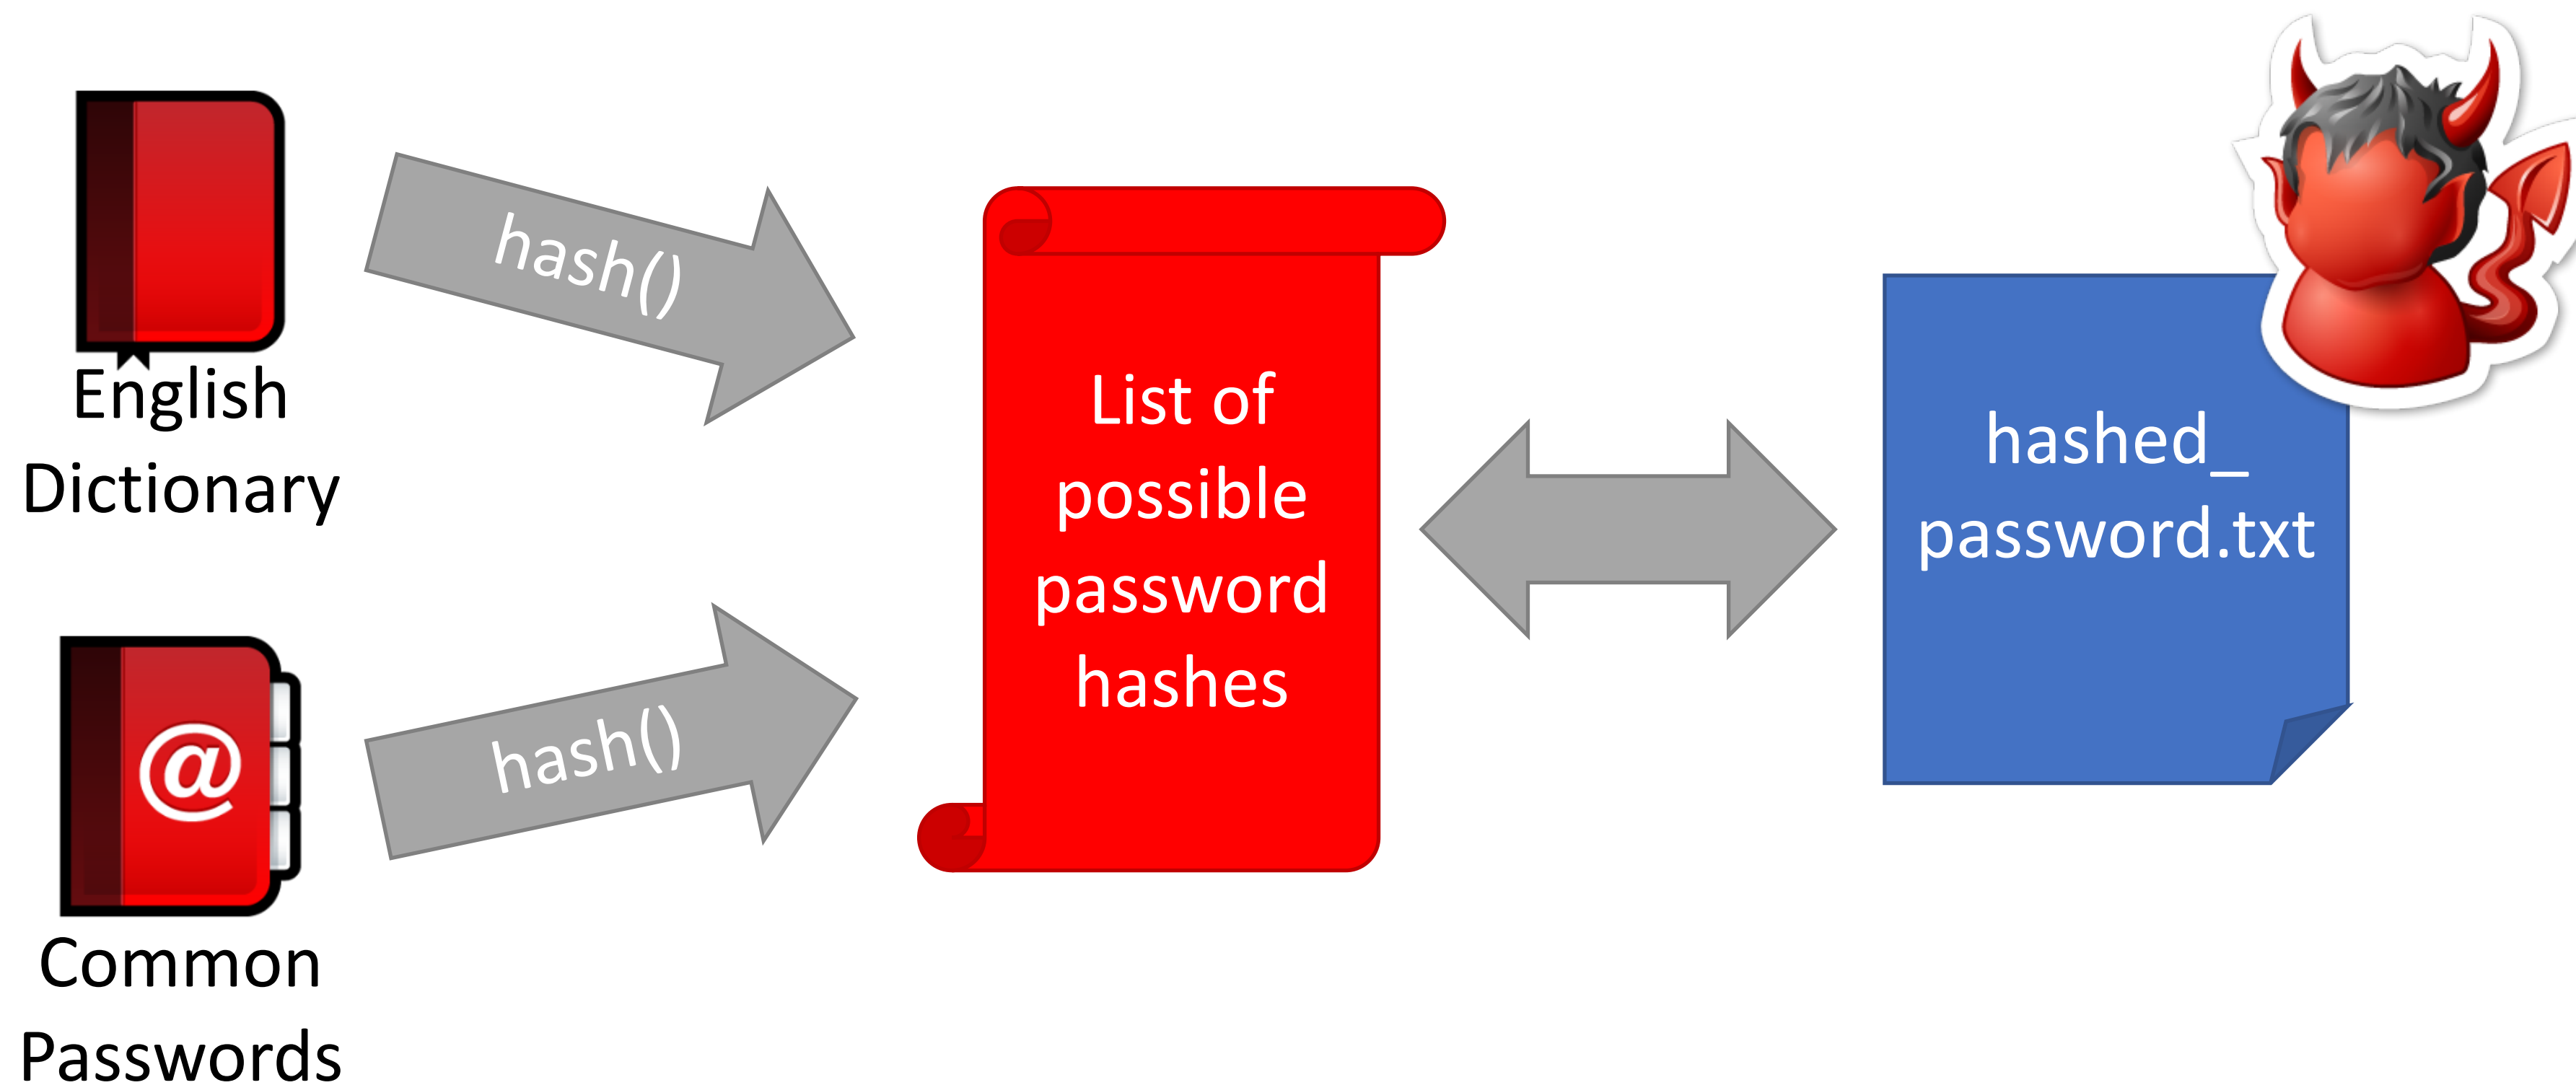 English
Dictionary
hash()
@
Common
Passwords
hash()
List of
possible
password
hashes
hashed_
password.txt